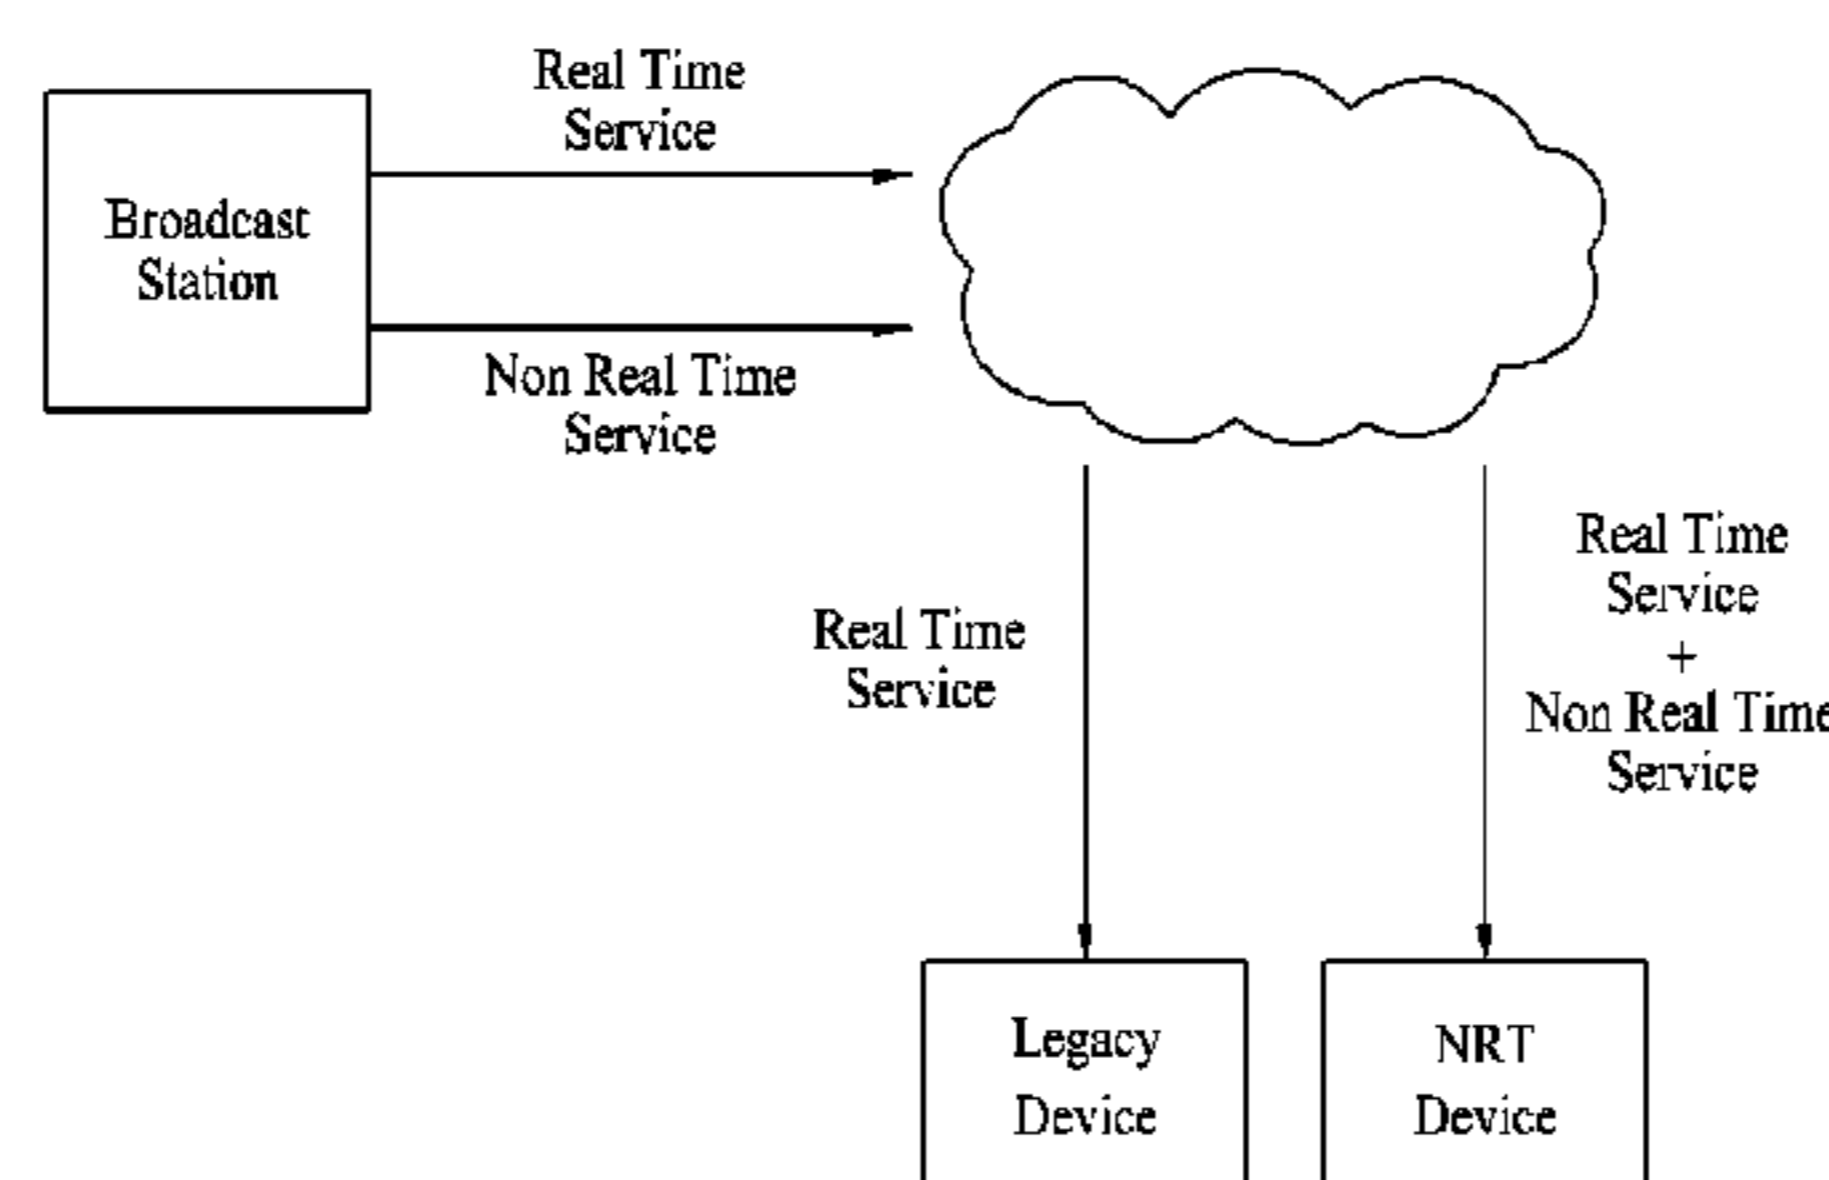 Real Time
Service
Broadcast
Station
Non Real Time
Service
Real Time
Service
Real Time
Service
+
Non Real Time
Service
Legacy
Device
NRT
Device